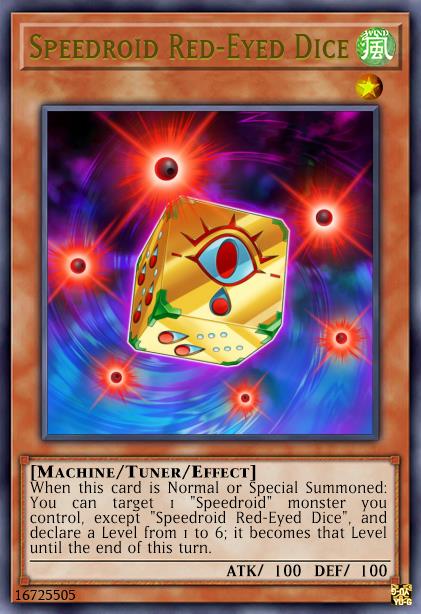 SPEEDROID RED-EYED DICE
WIND
風
[MACHINE/TUNER/EFFECT]
When this card is Normal or Special Summoned:
You can target 1 "Speedroid" monster you
control, except "Speedroid Red-Eyed Dice", and
declare a Level from 1 to 6; it becomes that Level
until the end of this turn.
ATK/ 100 DEF/ 100
16725505